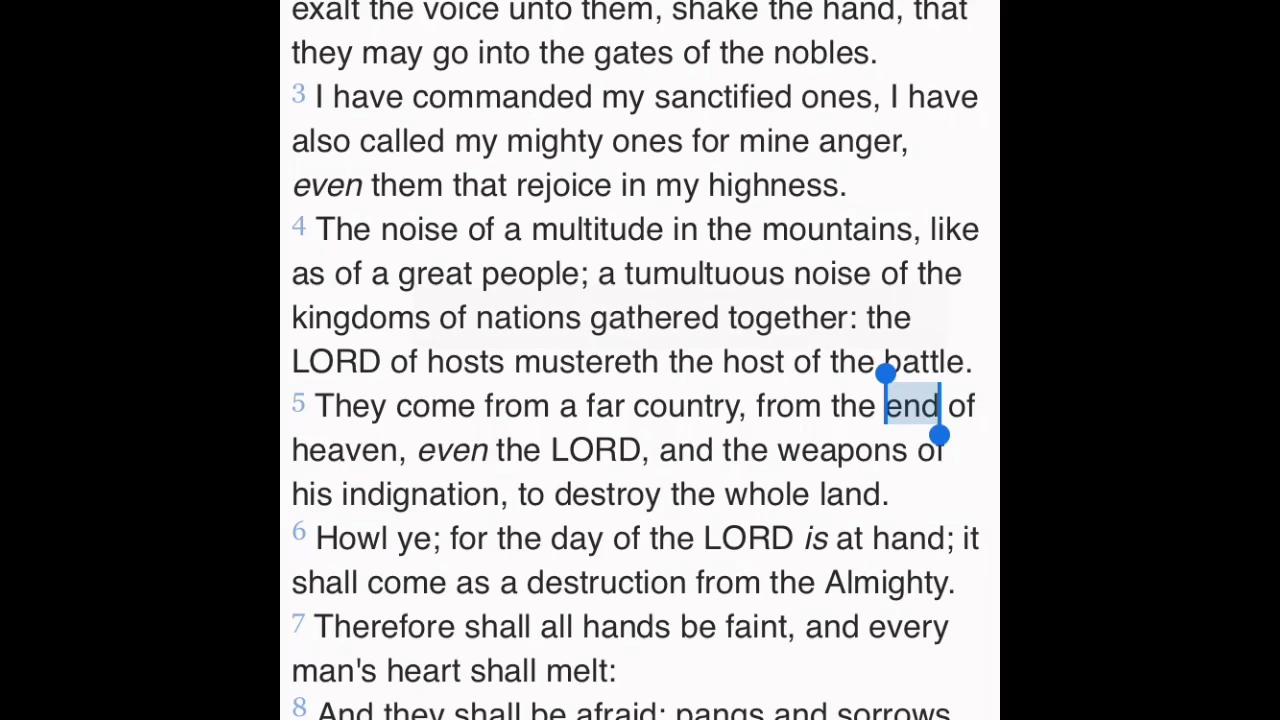 exalt the voice unto them, shake the hand, that
they may go into the gates of the nobles.
3 I have commanded my sanctified ones, I have
also called my mighty ones for mine anger,
even them that rejoice in my highness.
4 The noise of a multitude in the mountains, like
as of a great people; a tumultuous noise of the
kingdoms of nations gathered together: the
LORD of hosts mustereth the host of the battle.
5 They come from a far country, from the end of
heaven, even the LORD, and the weapons of
his indignation, to destroy the whole land.
6 Howl ye; for the day of the LORD is at hand; it
shall come as a destruction from the Almighty.
7 Therefore shall all hands be faint, and every
man's heart shall melt:
8 And they shall be afraid: pangs and sorrows